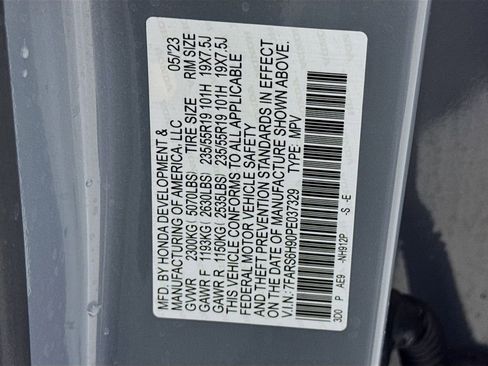 MFD. BY HONDA DEVELOPMENT &
MANUFACTURING OF AMERICA, LLC 05/'23
GVWR 2300KG( 5070LBS) TIRE SIZE RIM SIZE
GAWR F 1193KG( 2630LBS) 235/55R19 101H 19X7.5J
GAWR R 1150KG( 2535LBS) 235/55R19 101H 19X7.5J
THIS VEHICLE CONFORMS TO ALL APPLICABLE
FEDERAL MOTOR VEHICLE SAFETY
AND THEFT PREVENTION STANDARDS IN EFFECT
ON THE DATE OF MANUFACTURE SHOWN ABOVE.
V.I.N.: 7FARS6H90PE037329 TYPE: MPV
3D0 P AE9 -NH912P -S -E